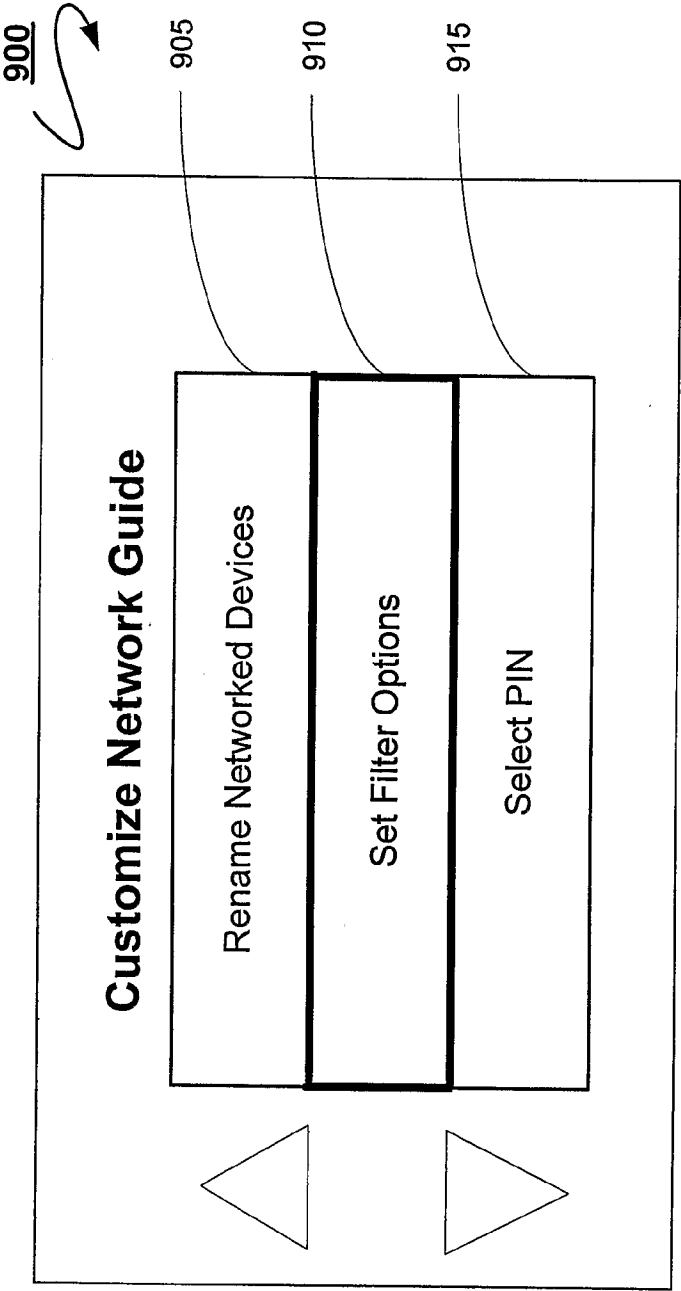 900
Customize Network Guide
Rename Networked Devices
905
Set Filter Options
910
Select PIN
915